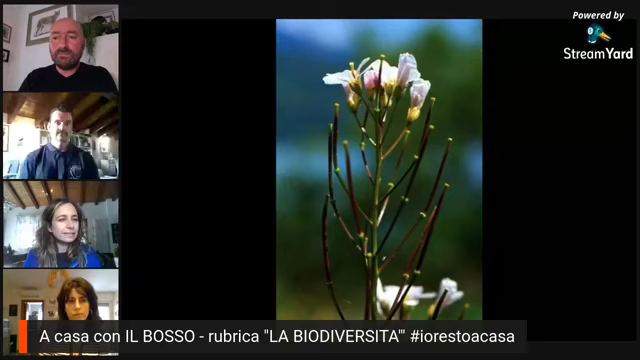 Powered by
StreamYard
A casa con IL BOSSO - rubrica "LA BIODIVERSITA'" #iorestoacasa